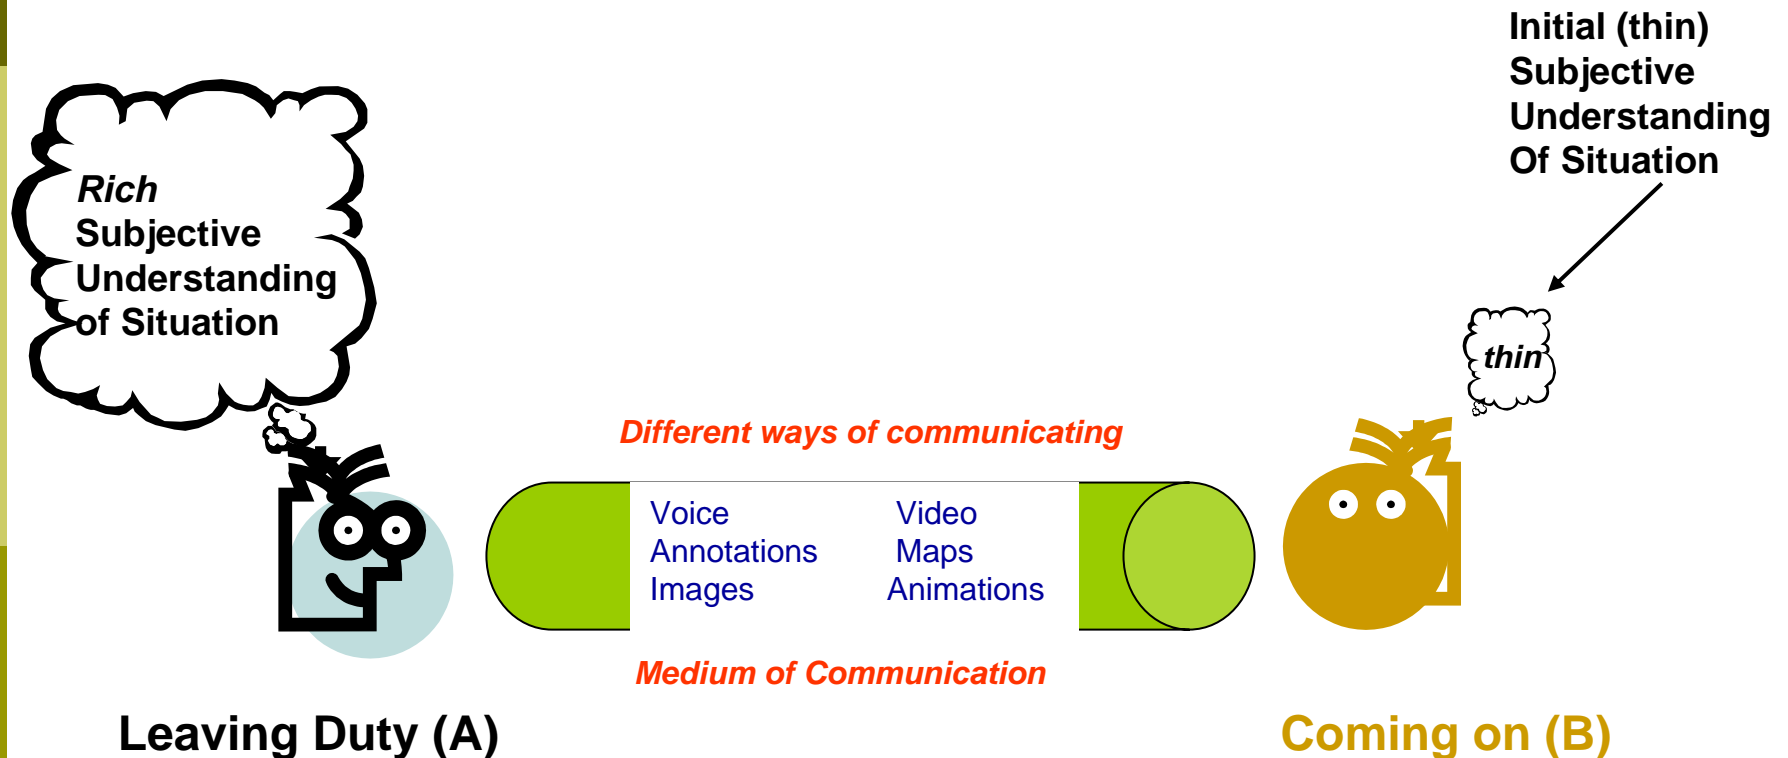 Initial (thin)
Subjective
Understanding
Of Situation
Rich
Subjective
Understanding
of Situation
thin
Different ways of communicating
Voice Video
Annotations Maps
Images Animations
Medium of Communication
Leaving Duty (A) Coming on (B)